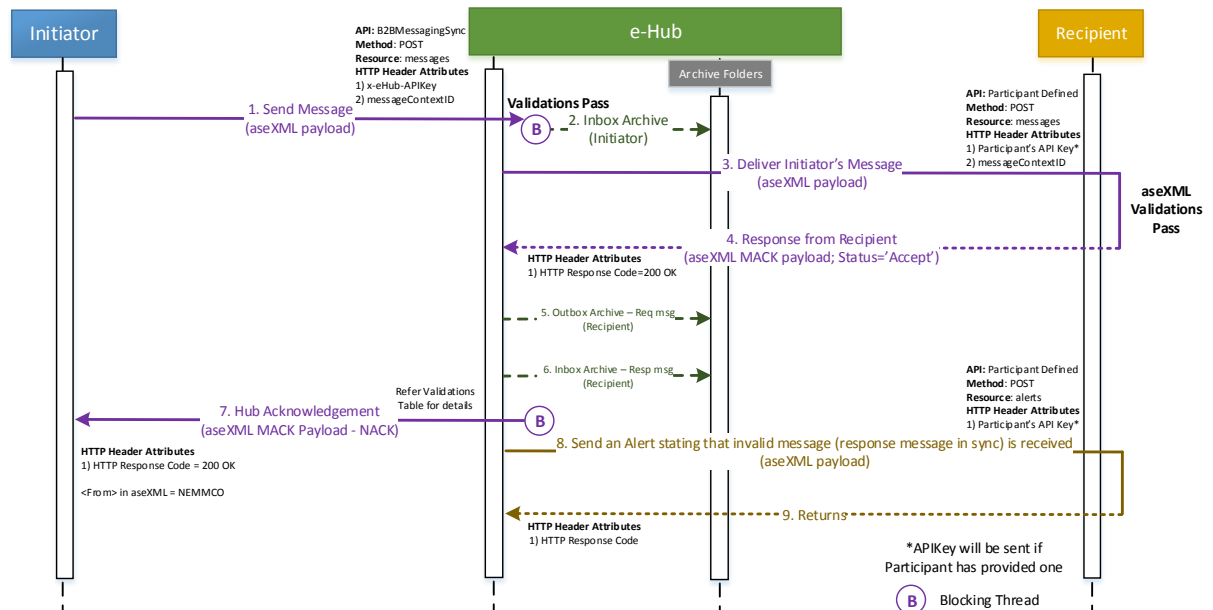 Initiator
e-Hub
Recipient
API: B2BMessagingSync
Method: POST
Resource: messages
HTTP Header Attributes
1) x-eHub-APIKey
2) messageContextID
Archive Folders
1. Send Message
(aseXML payload)
Validations Pass
B
2. Inbox Archive
(Initiator)
API: Participant Defined
Method: POST
Resource: messages
HTTP Header Attributes
1) Participant's API Key*
2) messageContextID
3. Deliver Initiator's Message
(aseXML payload)
aseXML
Validations
Pass
4. Response from Recipient
(aseXML MACK payload; Status='Accept')
HTTP Header Attributes
1) HTTP Response Code=200 OK
5. Outbox Archive – Req msg
(Recipient)
6. Inbox Archive – Resp msg
(Recipient)
API: Participant Defined
Method: POST
Resource: alerts
HTTP Header Attributes
1) Participant's API Key*
Refer Validations
Table for details
7. Hub Acknowledgement
(aseXML MACK Payload - NACK)
B
HTTP Header Attributes
1) HTTP Response Code = 200 OK
<From> in aseXML = NEMMCO
8. Send an Alert stating that invalid message (response message in sync) is received
(aseXML payload)
9. Returns
HTTP Header Attributes
1) HTTP Response Code
*APIKey will be sent if
Participant has provided one
B Blocking Thread